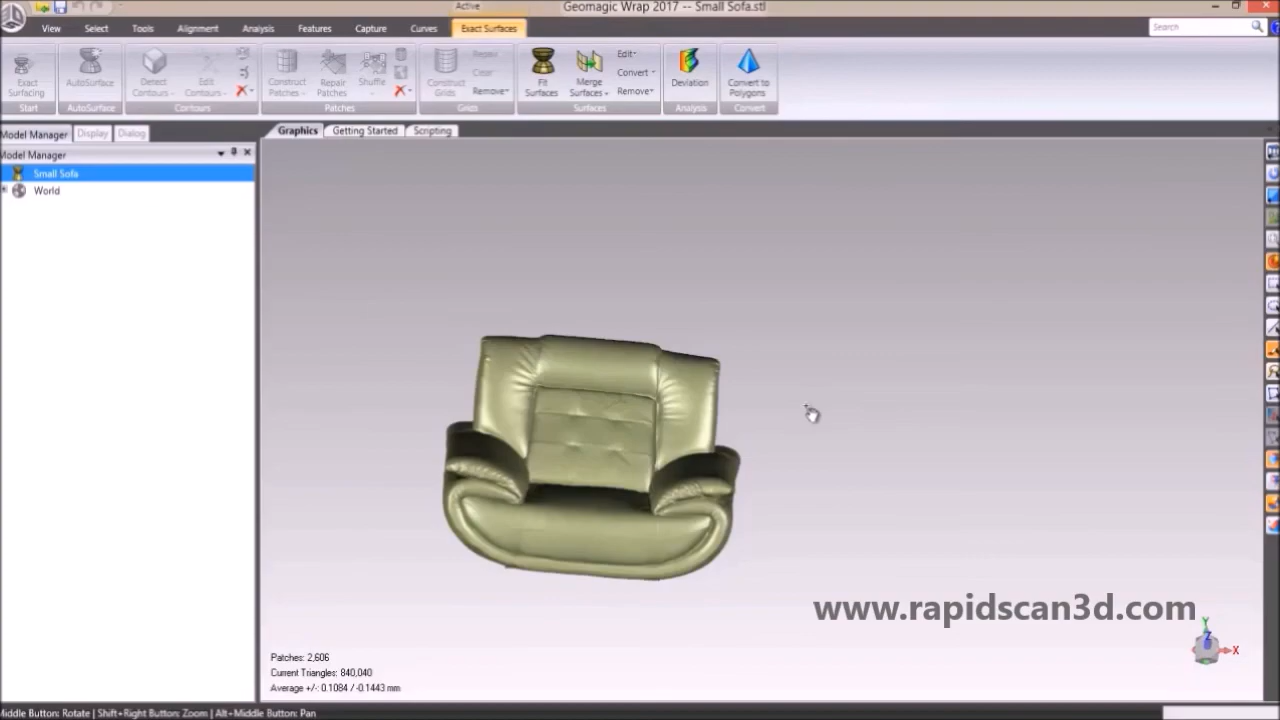 Active
Geomagic Wrap 2017 -- Small Sofa.stl
View Select Tools Alignment Analysis Features Capture Curves Exact Surfaces
Search
Exact Surfacing
AutoSurface
Detect Contours
Edit Contours
Construct Patches
Repair Patches
Shuffle
Construct Grids
Repair
Clear
Remove
Fit Surfaces
Merge Surfaces
Edit
Convert
Remove
Deviation
Convert to Polygons
Start AutoSurface Contours Patches Grids Surfaces Analysis Convert
Model Manager Display Dialog
Graphics Getting Started Scripting
Model Manager
Small Sofa
World
www.rapidscan3d.com
Y
Z
X
Patches: 2,606
Current Triangles: 840,040
Average +/-: 0.1084 / -0.1443 mm
Middle Button: Rotate | Shift+Right Button: Zoom | Alt+Middle Button: Pan